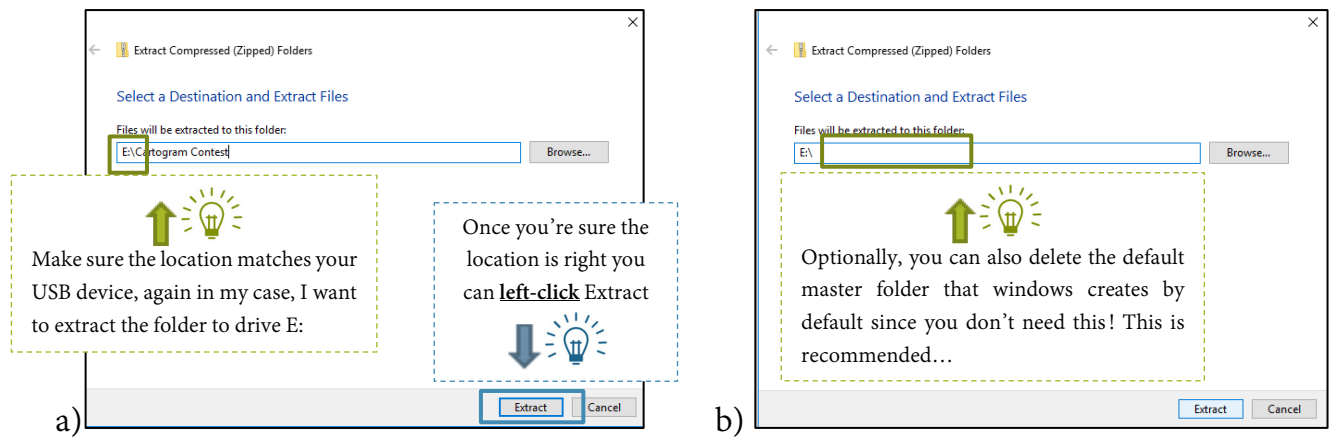 Extract Compressed (Zipped) Folders
Select a Destination and Extract Files
Files will be extracted to this folder:
E:\Cartogram Contest
Browse...
Make sure the location matches your
USB device, again in my case, I want
to extract the folder to drive E:
Once you’re sure the
location is right you
can left-click Extract
Extract
Cancel
a)
Extract Compressed (Zipped) Folders
Select a Destination and Extract Files
Files will be extracted to this folder:
E:\
Browse...
Optionally, you can also delete the default
master folder that windows creates by
default since you don’t need this! This is
recommended…
Extract
Cancel
b)